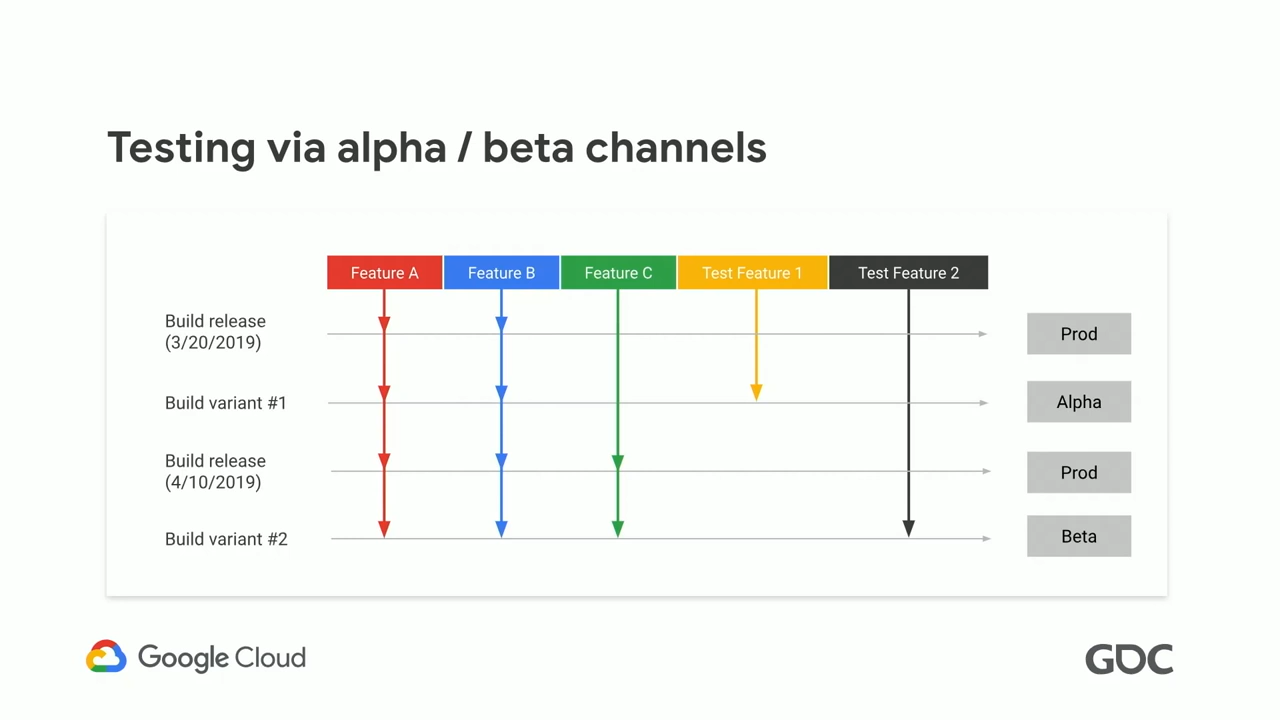 Testing via alpha / beta channels
Feature A
Feature B
Feature C
Test Feature 1
Test Feature 2
Build release
(3/20/2019)
Prod
Build variant #1
Alpha
Build release
(4/10/2019)
Prod
Build variant #2
Beta
Google Cloud
GDC